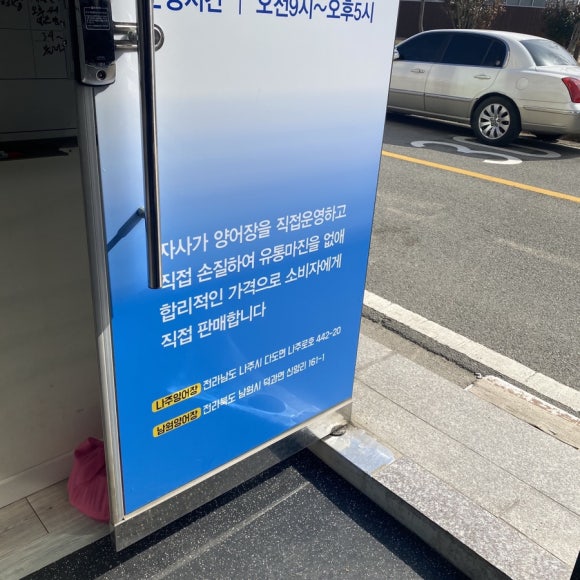 운영시간 | 오전9시~오후5시
자사가 양어장을 직접운영하고
직접 손질하여 유통마진을 없애
합리적인 가격으로 소비자에게
직접 판매합니다
나주양어장 전라남도 나주시 다도면 나주로호 442-20
남원양어장 전라북도 남원시 덕과면 신양리 161-1
30